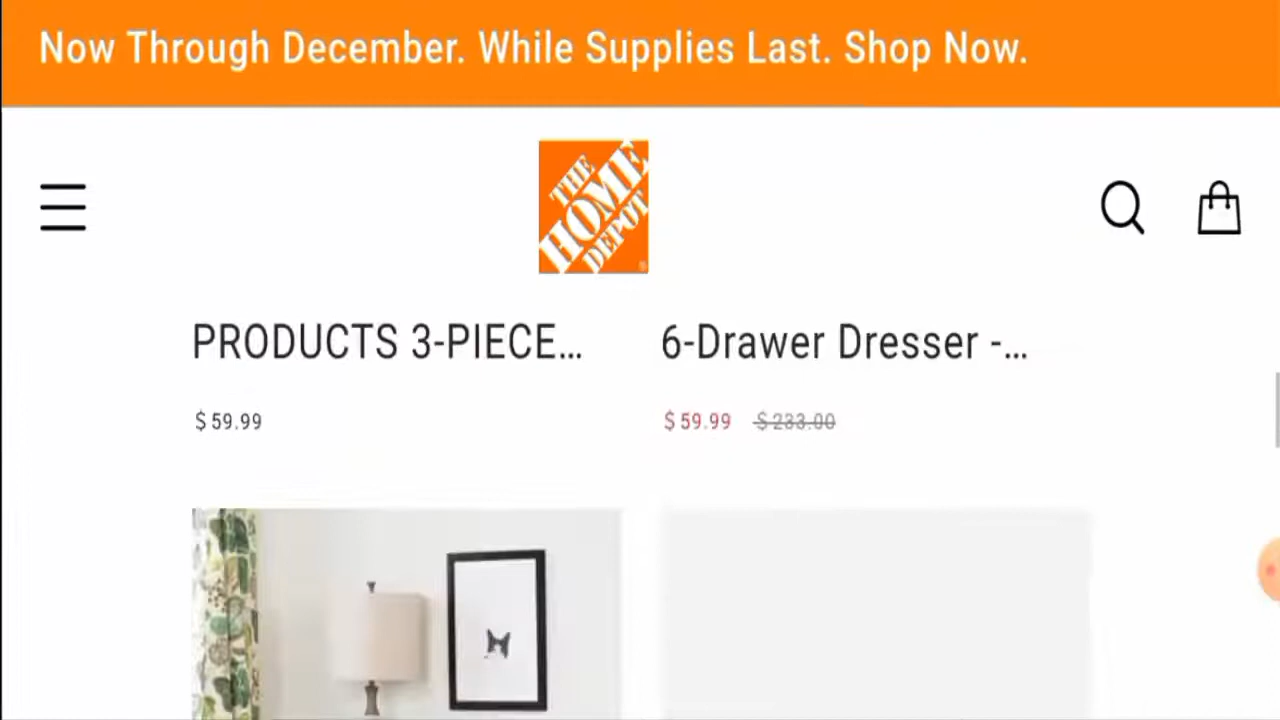 Now Through December. While Supplies Last. Shop Now.
THE
HOME
DEPOT
®
PRODUCTS 3-PIECE... 6-Drawer Dresser -...
$ 59.99 $ 59.99 $ 233.00